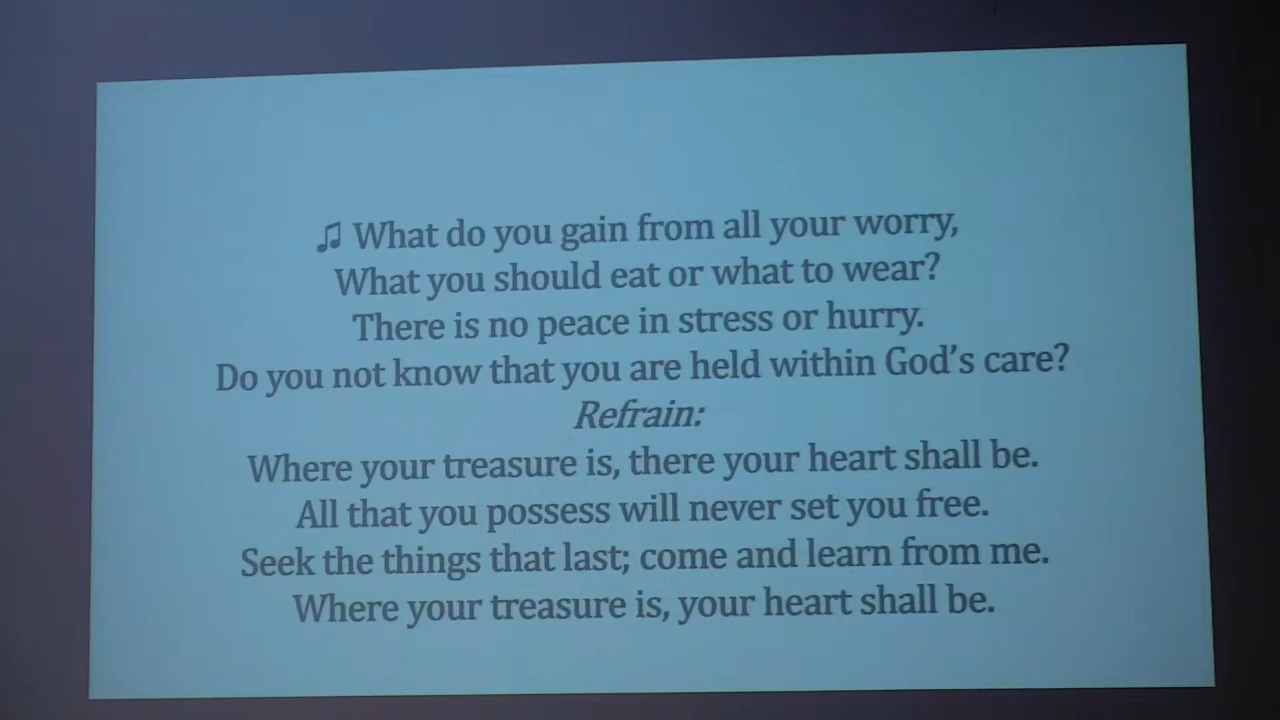 ♫ What do you gain from all your worry,
What you should eat or what to wear?
There is no peace in stress or hurry.
Do you not know that you are held within God's care?
Refrain:
Where your treasure is, there your heart shall be.
All that you possess will never set you free.
Seek the things that last; come and learn from me.
Where your treasure is, your heart shall be.